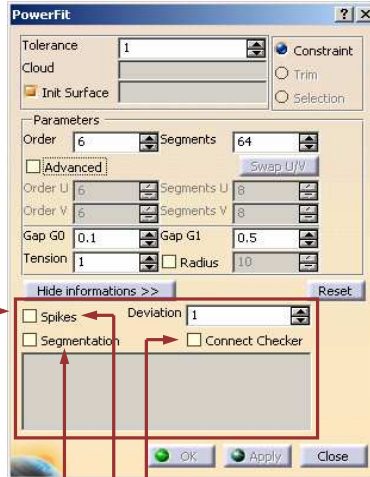 PowerFit ? X
Tolerance 1 Constraint
Cloud Trim
Init Surface Selection
Parameters
Order 6 Segments 64
Advanced Swap U/V
Order U 6 Segments U 8
Order V 6 Segments V 8
Gap G0 0.1 Gap G1 0.5
Tension 1 Radius 10
Hide informations >> Reset
Spikes Deviation 1
Segmentation Connect Checker
OK Apply Close